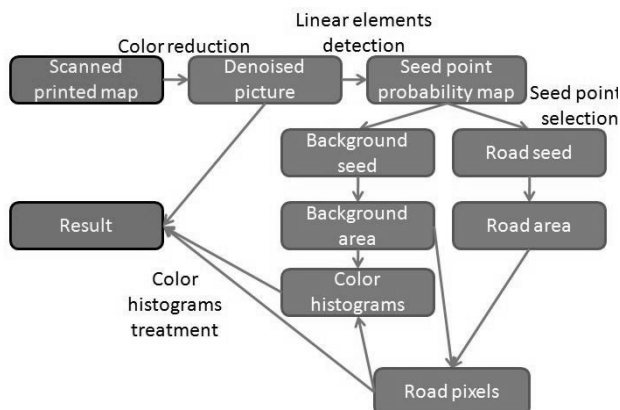 Linear elements
detection
Color reduction
Scanned
printed map
Denoised
picture
Seed point
probability map
Seed point
selection
Background
seed
Road seed
Result
Background
area
Road area
Color
histograms
Color
histograms
treatment
Road pixels